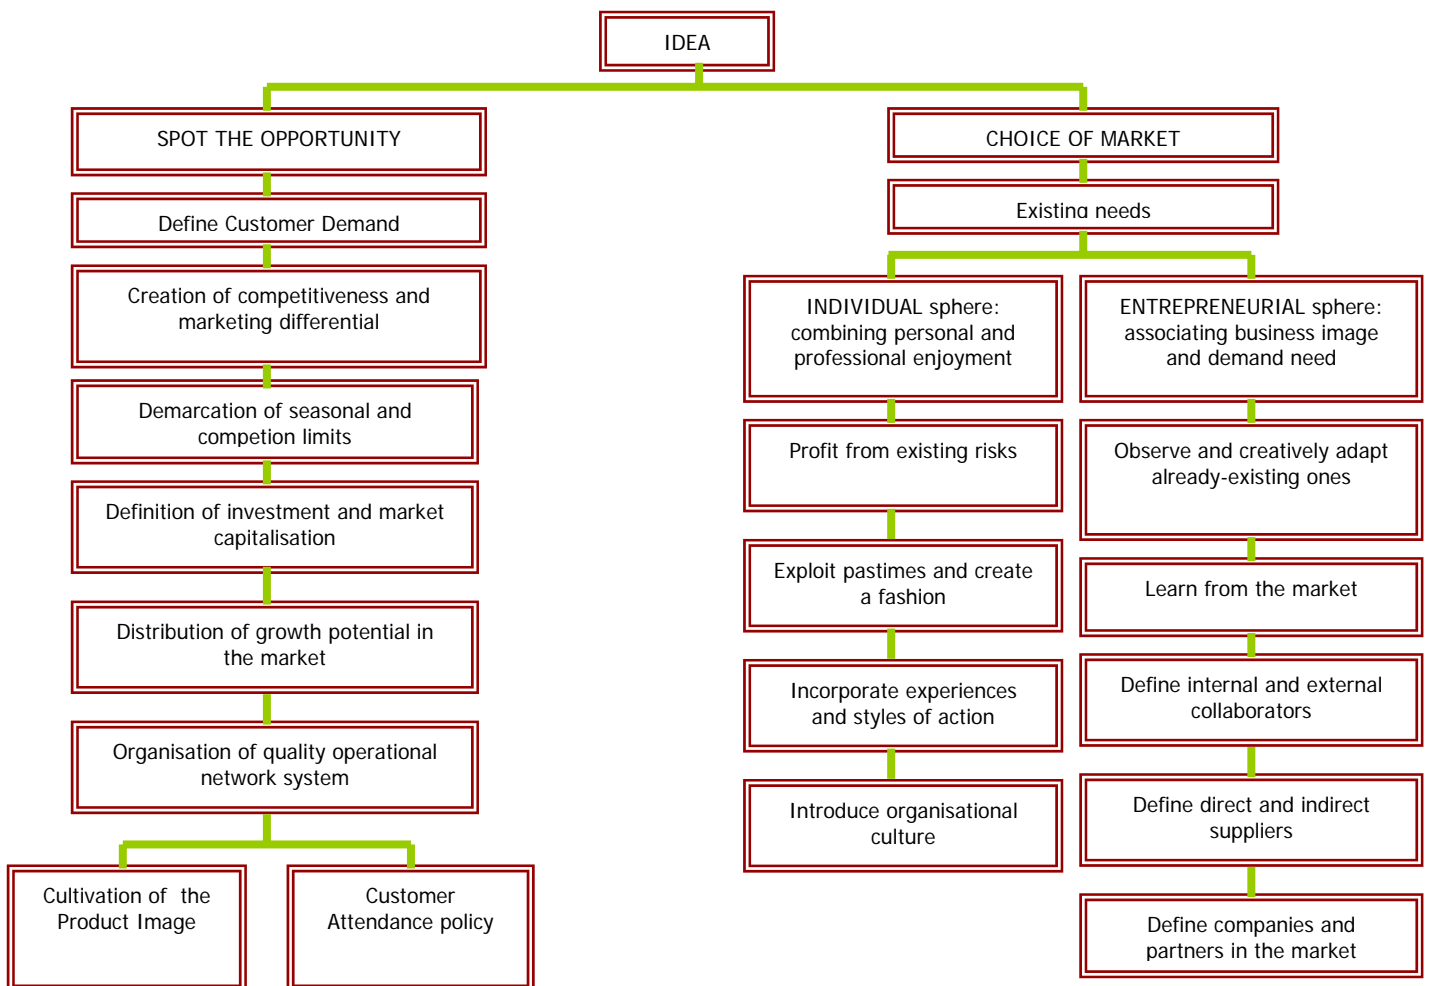 IDEA
SPOT THE OPPORTUNITY
Define Customer Demand
Creation of competitiveness and
marketing differential
Demarcation of seasonal and
competion limits
Definition of investment and market
capitalisation
Distribution of growth potential in
the market
Organisation of quality operational
network system
Cultivation of the
Product Image
Customer
Attendance policy
CHOICE OF MARKET
Existing needs
INDIVIDUAL sphere:
combining personal and
professional enjoyment
Profit from existing risks
Exploit pastimes and create
a fashion
Incorporate experiences
and styles of action
Introduce organisational
culture
ENTREPRENEURIAL sphere:
associating business image
and demand need
Observe and creatively adapt
already-existing ones
Learn from the market
Define internal and external
collaborators
Define direct and indirect
suppliers
Define companies and
partners in the market